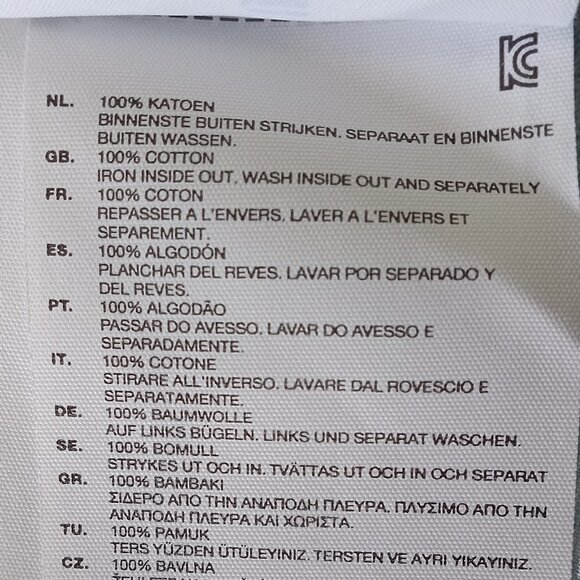 KC
NL. 100% KATOEN
BINNENSTE BUITEN STRIJKEN. SEPARAAT EN BINNENSTE
BUITEN WASSEN.
GB. 100% COTTON
IRON INSIDE OUT. WASH INSIDE OUT AND SEPARATELY
FR. 100% COTON
REPASSER A L'ENVERS. LAVER A L'ENVERS ET
SEPAREMENT.
ES. 100% ALGODÓN
PLANCHAR DEL REVES. LAVAR POR SEPARADO Y
DEL REVES.
PT. 100% ALGODÃO
PASSAR DO AVESSO. LAVAR DO AVESSO E
SEPARADAMENTE.
IT. 100% COTONE
STIRARE ALL'INVERSO. LAVARE DAL ROVESCIO E
SEPARATAMENTE.
DE. 100% BAUMWOLLE
AUF LINKS BÜGELN. LINKS UND SEPARAT WASCHEN.
SE. 100% BOMULL
STRYKES UT OCH IN. TVÄTTAS UT OCH IN OCH SEPARAT
GR. 100% ΒΑΜΒΑΚΙ
ΣΙΔΕΡΟ ΑΠΟ ΤΗΝ ΑΝΑΠΟΔΗ ΠΛΕΥΡΑ. ΠΛΥΣΙΜΟ ΑΠΟ ΤΗΝ
ΑΝΑΠΟΔΗ ΠΛΕΥΡΑ ΚΑΙ ΧΩΡΙΣΤΑ.
TU. 100% PAMUK
TERS YÜZDEN ÜTÜLEYINIZ. TERSTEN VE AYRI YIKAYINIZ.
CZ. 100% BAVLNA